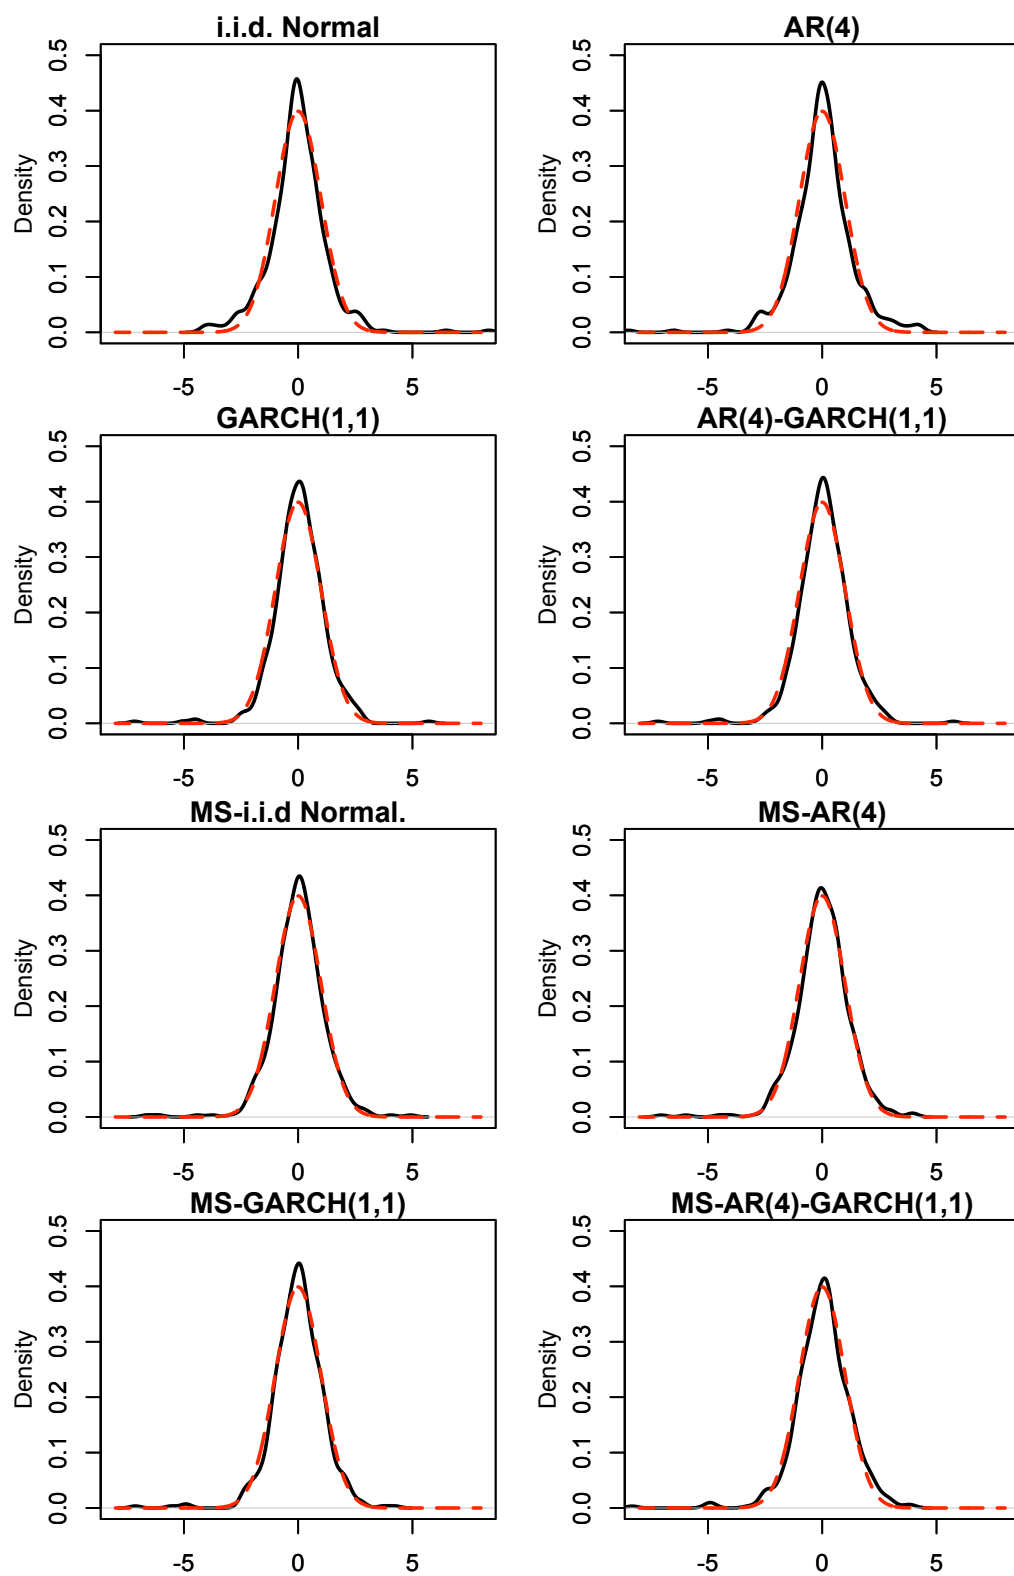 i.i.d. Normal
Density
0.0 0.1 0.2 0.3 0.4 0.5
-5 0 5
AR(4)
Density
0.0 0.1 0.2 0.3 0.4 0.5
-5 0 5
GARCH(1,1)
Density
0.0 0.1 0.2 0.3 0.4 0.5
-5 0 5
AR(4)-GARCH(1,1)
Density
0.0 0.1 0.2 0.3 0.4 0.5
-5 0 5
MS-i.i.d Normal.
Density
0.0 0.1 0.2 0.3 0.4 0.5
-5 0 5
MS-AR(4)
Density
0.0 0.1 0.2 0.3 0.4 0.5
-5 0 5
MS-GARCH(1,1)
Density
0.0 0.1 0.2 0.3 0.4 0.5
-5 0 5
MS-AR(4)-GARCH(1,1)
Density
0.0 0.1 0.2 0.3 0.4 0.5
-5 0 5